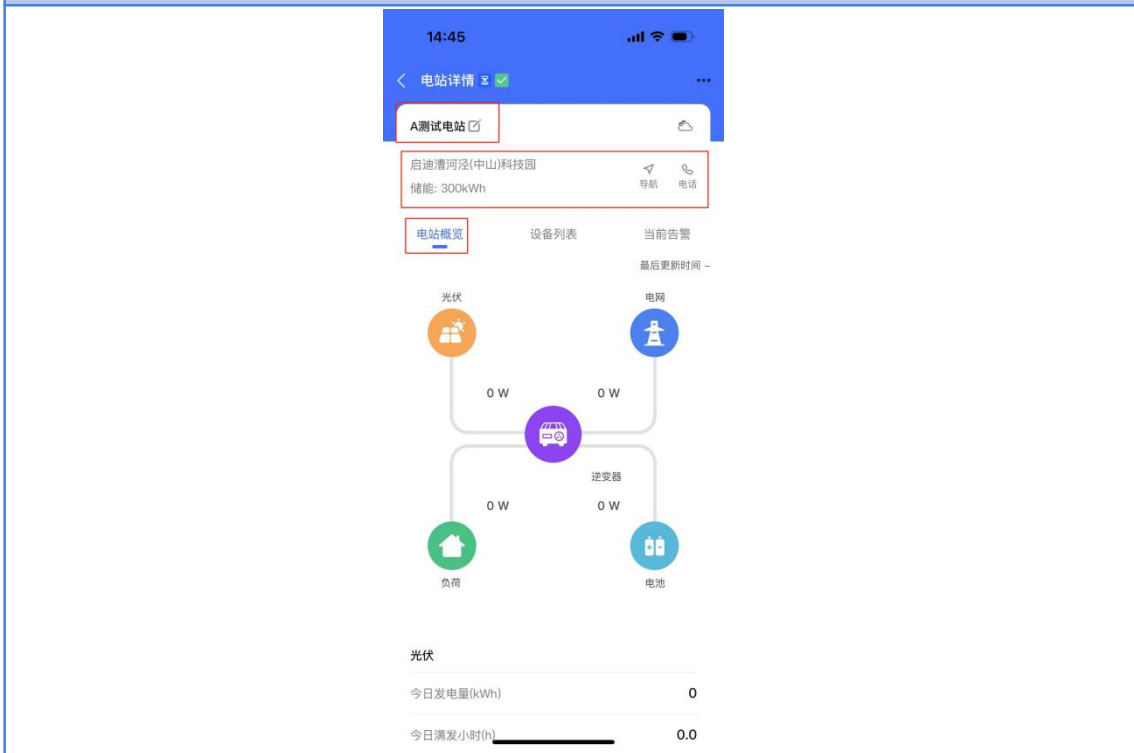 14:45
电站详情
A测试电站
启迪漕河泾(中山)科技园
储能: 300kWh
导航 电话
电站概览 设备列表 当前告警
最后更新时间 --
光伏 电网
0 W 0 W
逆变器
0 W 0 W
负荷 电池
光伏
今日发电量(kWh) 0
今日满发小时(h) 0.0